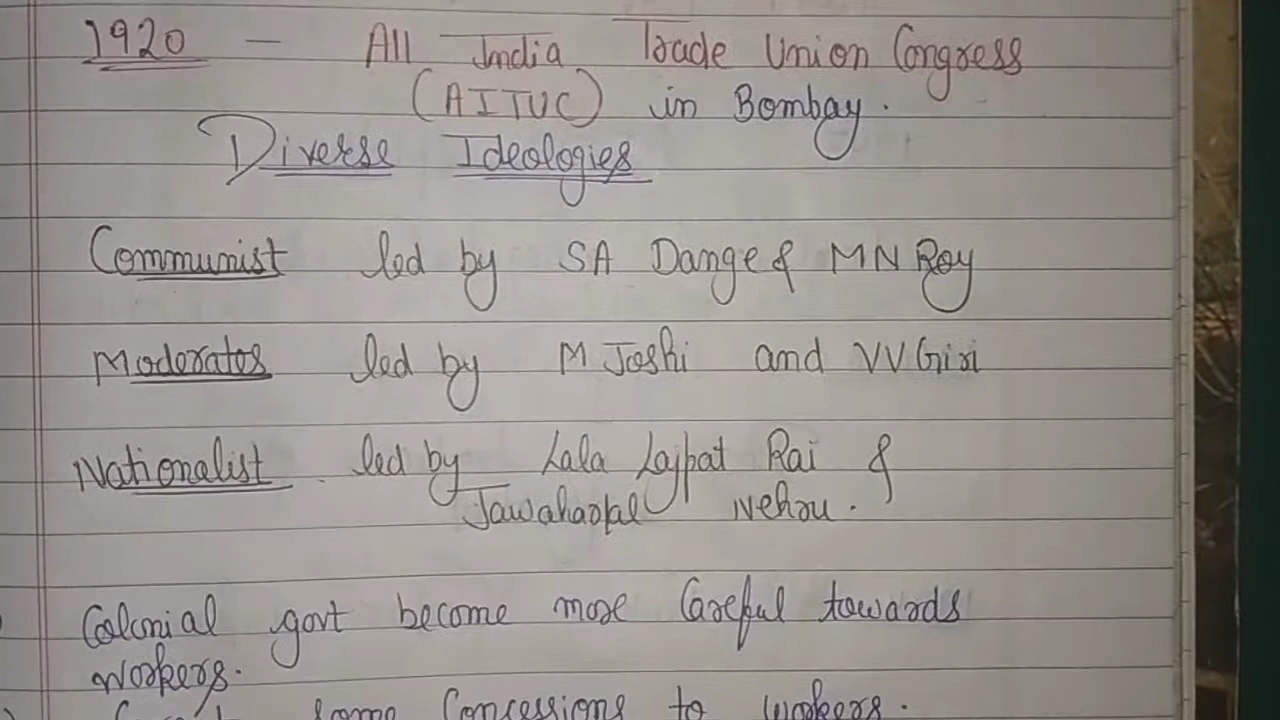 1920 - All India Trade Union Congress
(AITUC) in Bombay.
Diverse Ideologies
Communist led by SA Dange & MN Roy
Moderates led by M Joshi and VV Giri
Nationalist led by Lala Lajpat Rai &
Jawaharlal Nehru.
Colonial govt become more Careful towards
workers.
some Concessions to workers.